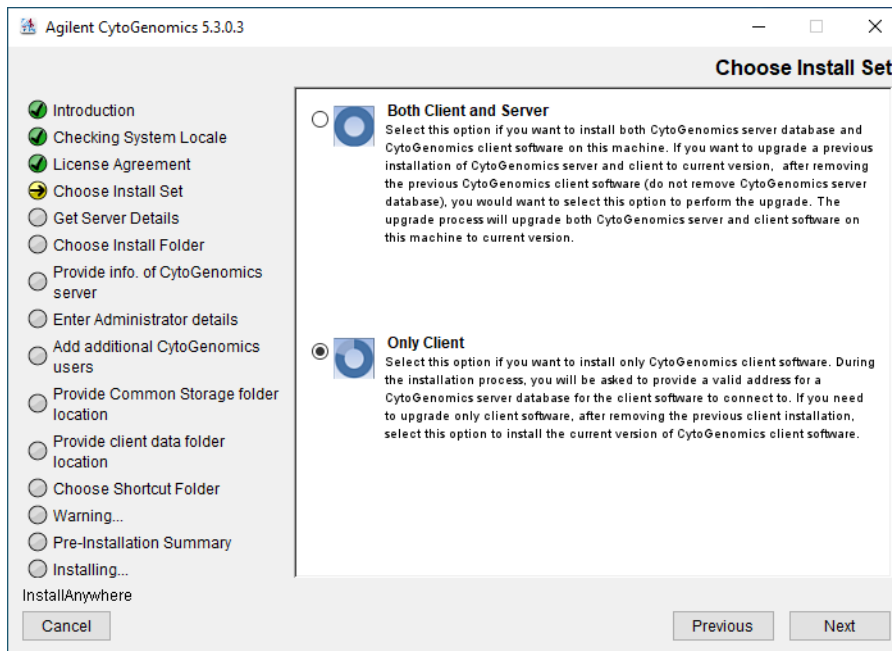 Agilent CytoGenomics 5.3.0.3
Choose Install Set
Introduction
Checking System Locale
License Agreement
Choose Install Set
Get Server Details
Choose Install Folder
Provide info. of CytoGenomics
server
Enter Administrator details
Add additional CytoGenomics
users
Provide Common Storage folder
location
Provide client data folder
location
Choose Shortcut Folder
Warning...
Pre-Installation Summary
Installing...
Both Client and Server
Select this option if you want to install both CytoGenomics server database and
CytoGenomics client software on this machine. If you want to upgrade a previous
installation of CytoGenomics server and client to current version, after removing
the previous CytoGenomics client software (do not remove CytoGenomics server
database), you would want to select this option to perform the upgrade. The
upgrade process will upgrade both CytoGenomics server and client software on
this machine to current version.
Only Client
Select this option if you want to install only CytoGenomics client software. During
the installation process, you will be asked to provide a valid address for a
CytoGenomics server database for the client software to connect to. If you need
to upgrade only client software, after removing the previous client installation,
select this option to install the current version of CytoGenomics client software.
InstallAnywhere
Cancel
Previous
Next